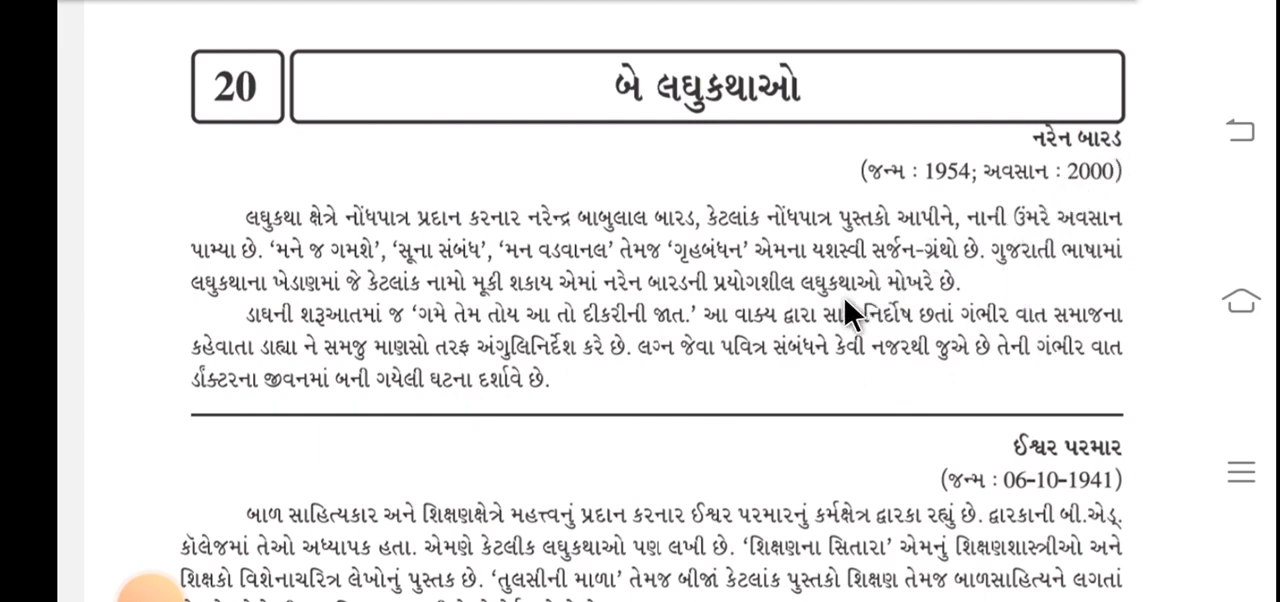 20
બે લઘુકથાઓ
નરેન બારડ
(જન્મ : 1954; અવસાન : 2000)
લઘુકથા ક્ષેત્રે નોંધપાત્ર પ્રદાન કરનાર નરેન્દ્ર બાબુલાલ બારડ, કેટલાંક નોંધપાત્ર પુસ્તકો આપીને, નાની ઉંમરે અવસાન
પામ્યા છે. ‘મને જ ગમશે’, ‘સૂના સંબંધ’, ‘મન વડવાનલ’ તેમજ ‘ગૃહબંધન’ એમના યશસ્વી સર્જન-ગ્રંથો છે. ગુજરાતી ભાષામાં
લઘુકથાના ખેડાણમાં જે કેટલાંક નામો મૂકી શકાય એમાં નરેન બારડની પ્રયોગશીલ લઘુકથાઓ મોખરે છે.
ડાઘની શરૂઆતમાં જ ‘ગમે તેમ તોય આ તો દીકરીની જાત.’ આ વાક્ય દ્વારા નિર્દોષ છતાં ગંભીર વાત સમાજના
કહેવાતા ડાહ્યા ને સમજુ માણસો તરફ અંગુલિનિર્દેશ કરે છે. લગ્ન જેવા પવિત્ર સંબંધને કેવી નજરથી જુએ છે તેની ગંભીર વાત
ડૉક્ટરના જીવનમાં બની ગયેલી ઘટના દર્શાવે છે.
ઈશ્વર પરમાર
(જન્મ : 06-10-1941)
બાળ સાહિત્યકાર અને શિક્ષણક્ષેત્રે મહત્ત્વનું પ્રદાન કરનાર ઈશ્વર પરમારનું કર્મક્ષેત્ર દ્વારકા રહ્યું છે. દ્વારકાની બી.એડ્.
કૉલેજમાં તેઓ અધ્યાપક હતા. એમણે કેટલીક લઘુકથાઓ પણ લખી છે. ‘શિક્ષણના સિતારા’ એમનું શિક્ષણશાસ્ત્રીઓ અને
શિક્ષકો વિશેનાચરિત્ર લેખોનું પુસ્તક છે. ‘તુલસીની માળા’ તેમજ બીજાં કેટલાંક પુસ્તકો શિક્ષણ તેમજ બાળસાહિત્યને લગતાં